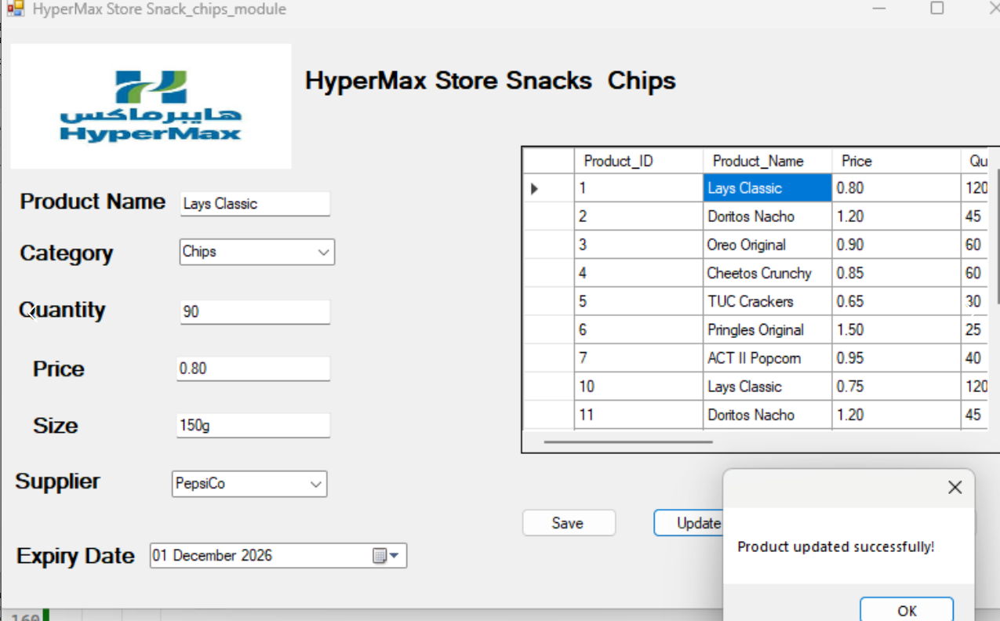 HyperMax Store Snack_chips_module
هايبرماكس
HyperMax
HyperMax Store Snacks  Chips
Product Name
Lays Classic
Category
Chips
Quantity
90
Price
0.80
Size
150g
Supplier
PepsiCo
Expiry Date
01 December 2026
Product_ID Product_Name Price Qu
1 Lays Classic 0.80 120
2 Doritos Nacho 1.20 45
3 Oreo Original 0.90 60
4 Cheetos Crunchy 0.85 60
5 TUC Crackers 0.65 30
6 Pringles Original 1.50 25
7 ACT II Popcorn 0.95 40
10 Lays Classic 0.75 120
11 Doritos Nacho 1.20 45
Save
Update
Product updated successfully!
OK
160